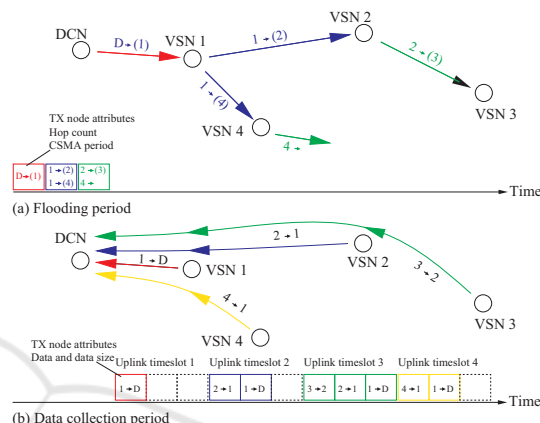 DCN
VSN 1
VSN 2
VSN 3
VSN 4
D→(1)
1→(2)
2→(3)
1→(4)
4→
TX node attributes
Hop count
CSMA period
D→(1)
1→(2)
1→(4)
2→(3)
4→
Time
(a) Flooding period
DCN
2→1
VSN 2
1→D
VSN 1
3→2
4→1
VSN 3
VSN 4
TX node attributes
Data and data size
Uplink timeslot 1 Uplink timeslot 2 Uplink timeslot 3 Uplink timeslot 4
1→D 2→1 1→D 3→2 2→1 1→D 4→1 1→D
Time
(b) Data collection period